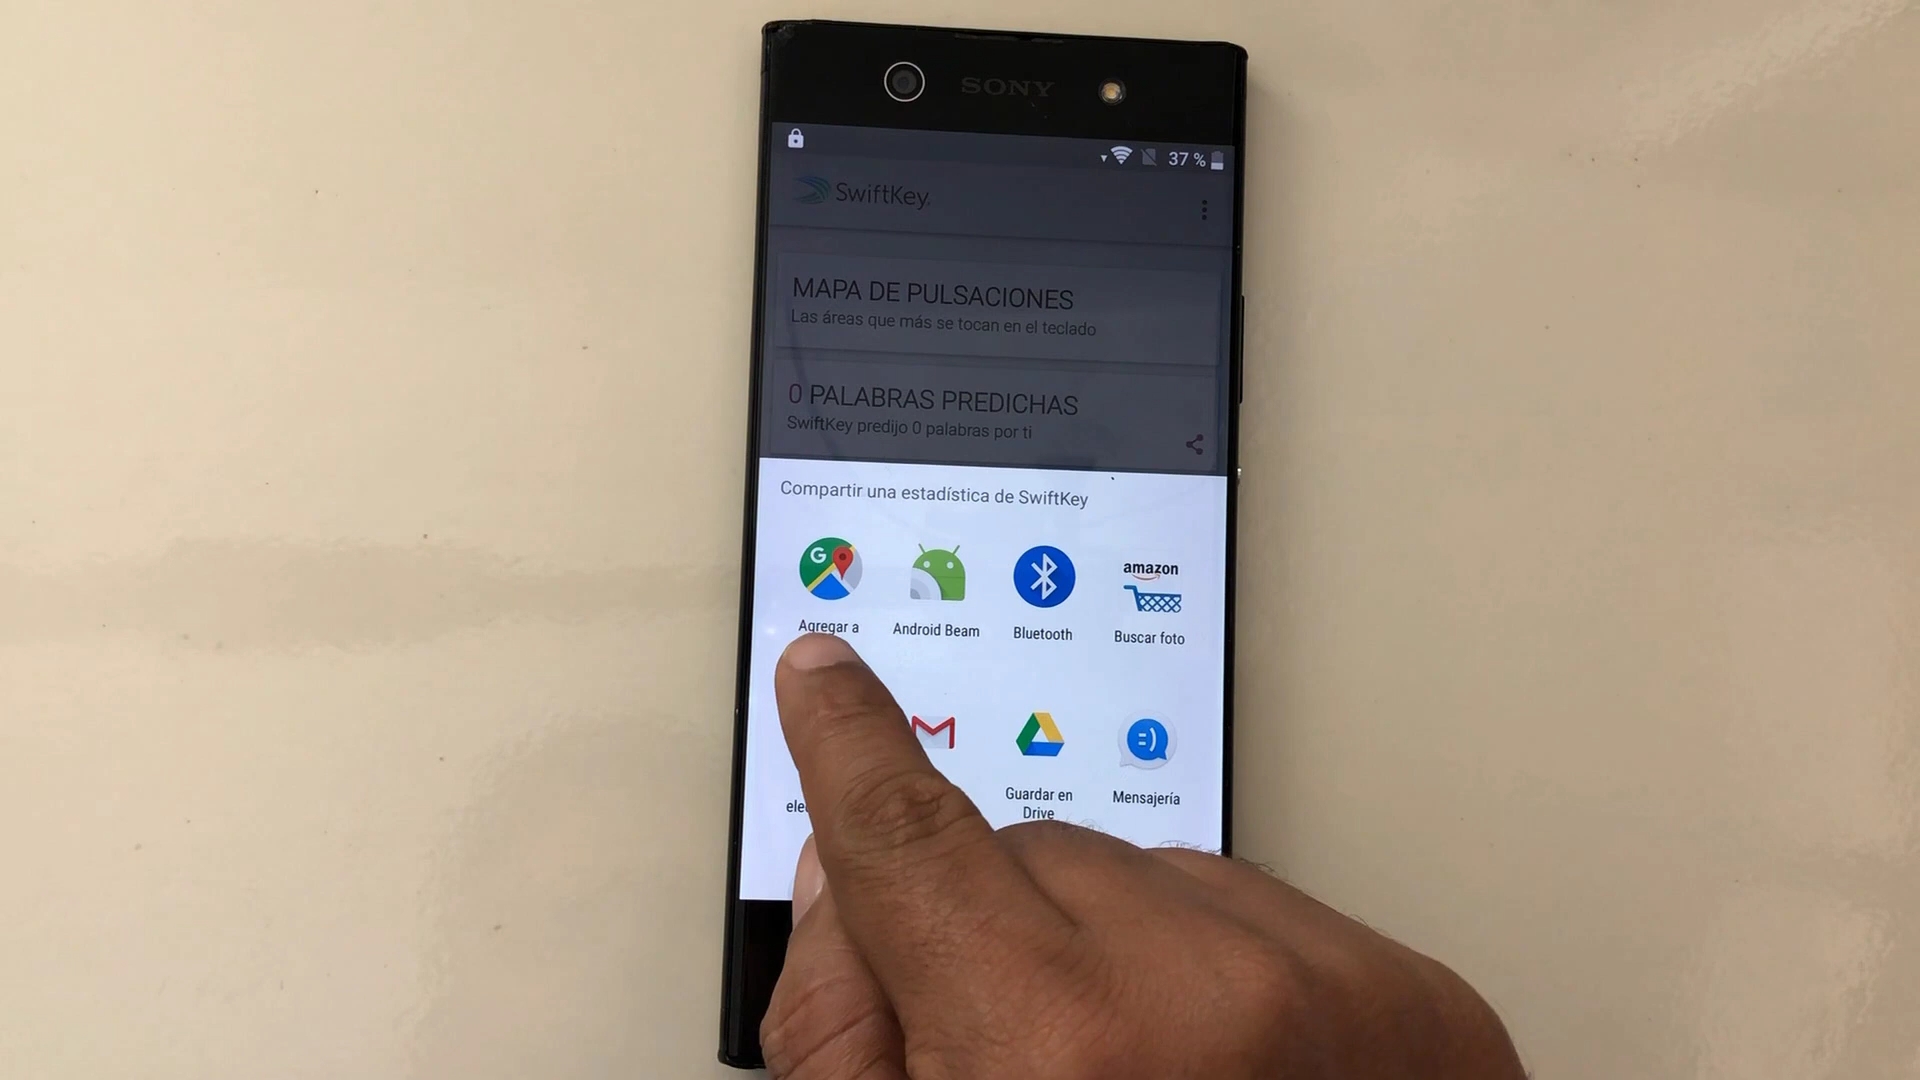 SONY
37 %
SwiftKey.
MAPA DE PULSACIONES
Las áreas que más se tocan en el teclado
0 PALABRAS PREDICHAS
SwiftKey predijo 0 palabras por ti
Compartir una estadística de SwiftKey
G
amazon
Agregar a
Android Beam
Bluetooth
Buscar foto
Guardar en
Drive
Mensajería